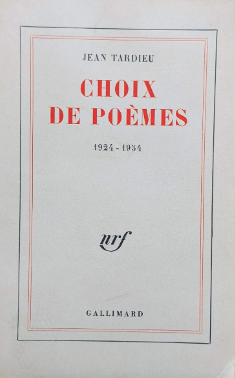 JEAN TARDIEU
CHOIX
DE POÈMES
1924-1954
nrf
GALLIMARD